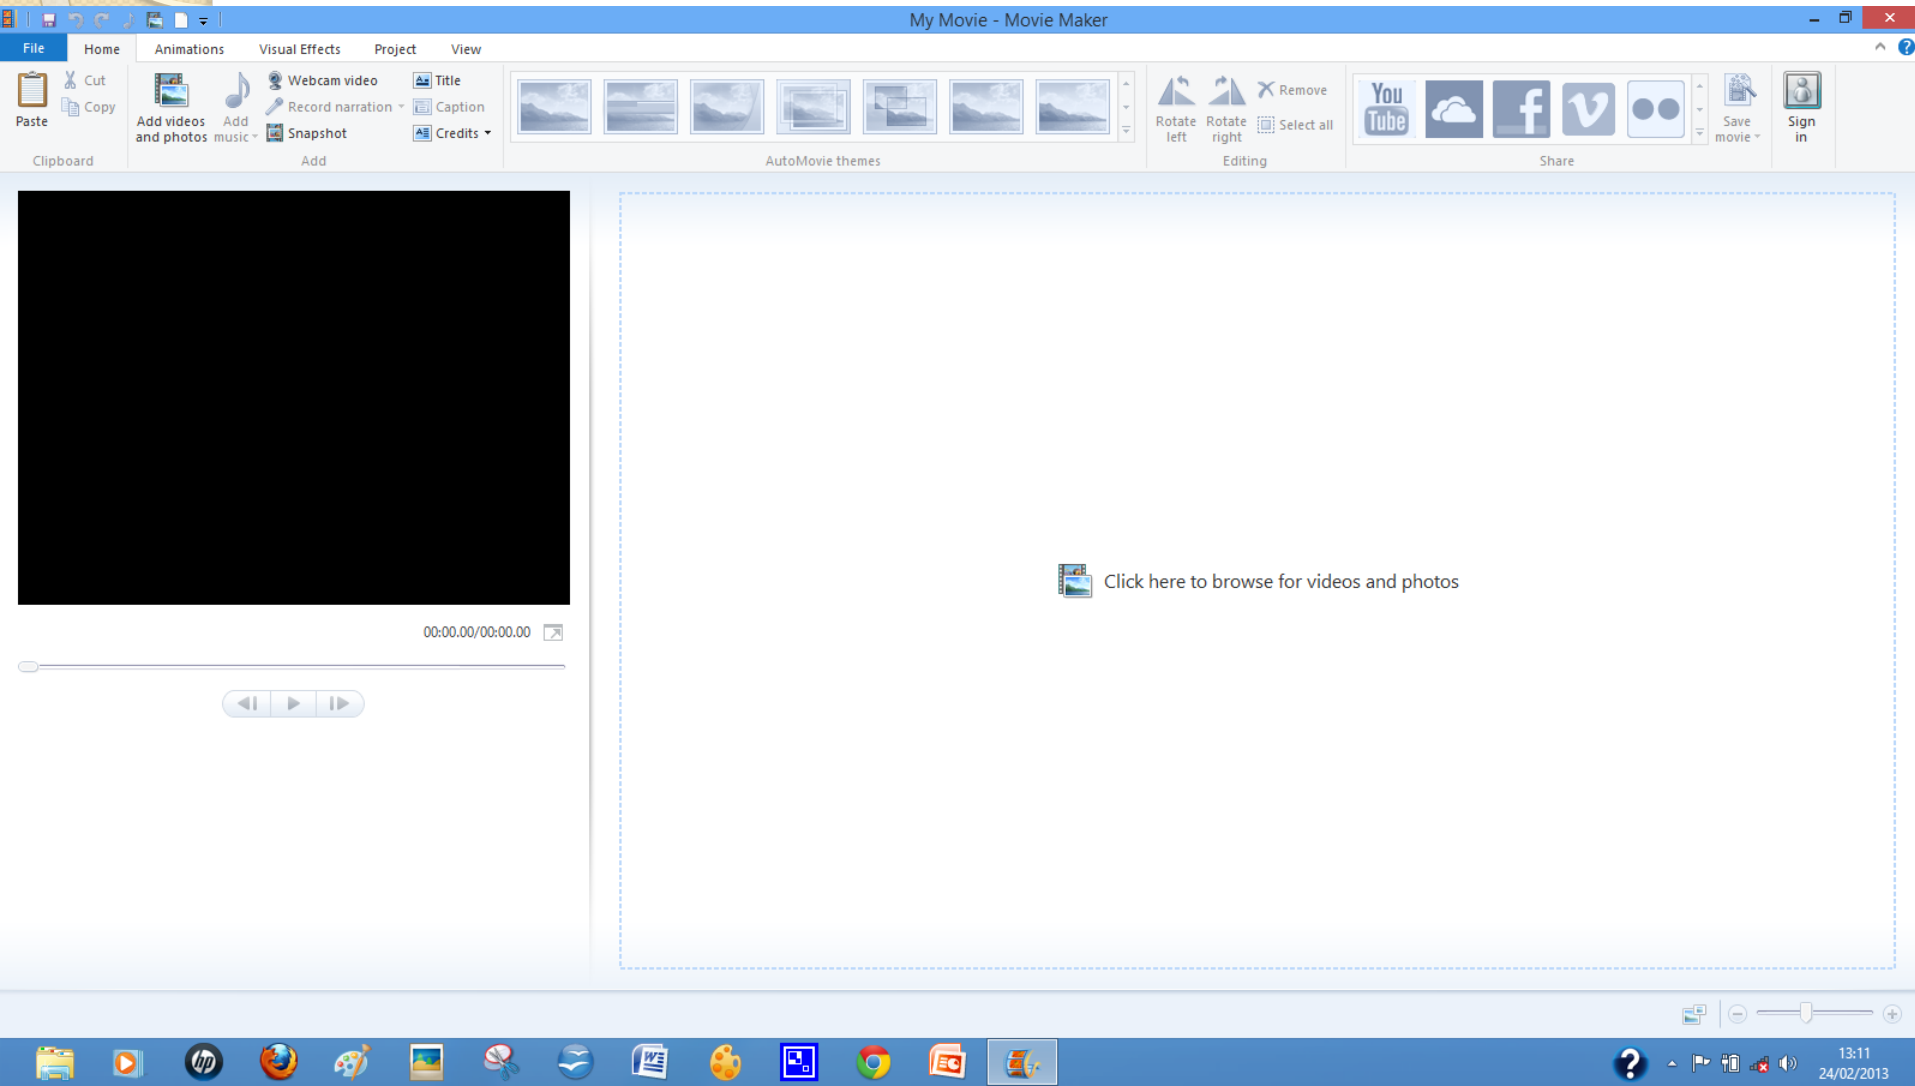 My Movie - Movie Maker
File Home Animations Visual Effects Project View
Paste
Cut
Copy
Clipboard
Add videos
and photos
Add
music
Webcam video
Record narration
Snapshot
Title
Caption
Credits
Add
AutoMovie themes
Rotate
left
Rotate
right
Remove
Select all
Editing
You
Tube
Share
Save
movie
Sign
in
Click here to browse for videos and photos
00:00.00/00:00.00
13:11
24/02/2013